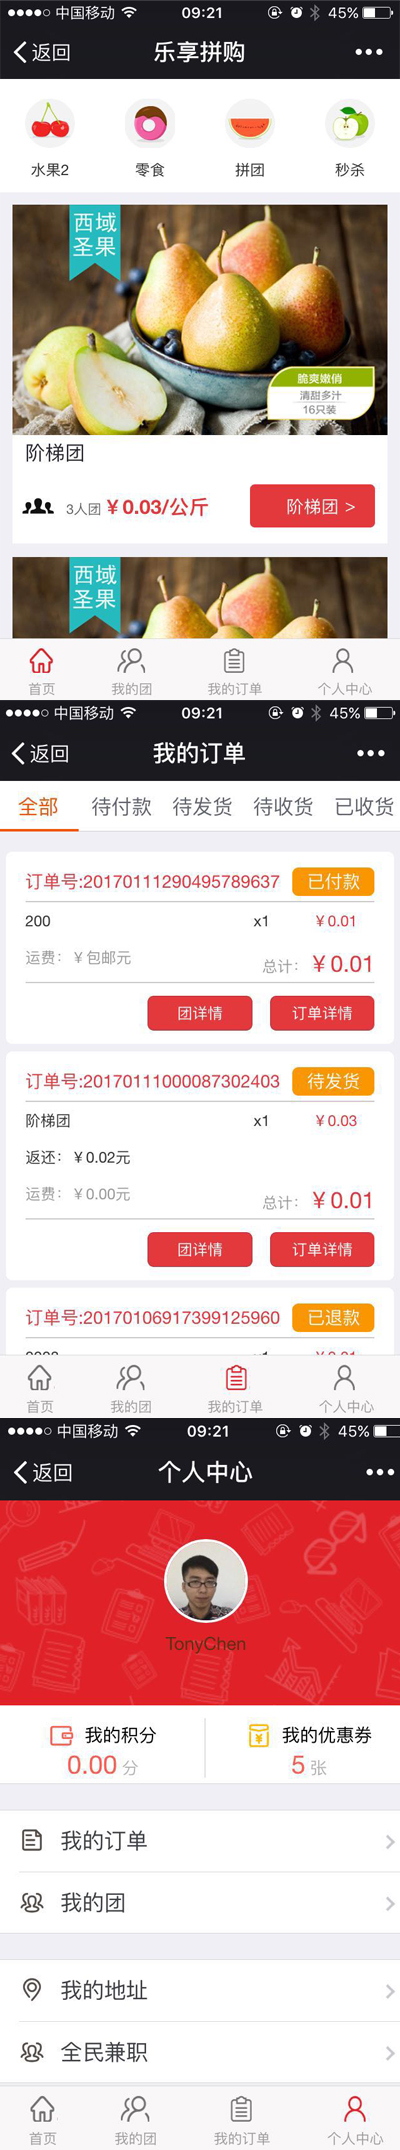 中国移动 09:21 45%
返回 乐享拼购
水果2 零食 拼团 秒杀
西域
圣果
脆爽嫩俏
清甜多汁
16只装
阶梯团
3人团 ￥0.03/公斤 阶梯团 >
西域
圣果
首页 我的团 我的订单 个人中心
中国移动 09:21 45%
返回 我的订单
全部 待付款 待发货 待收货 已收货
订单号:20170111290495789637 已付款
200 x1 ￥0.01
运费：￥包邮元 总计：￥0.01
团详情 订单详情
订单号:20170111000087302403 待发货
阶梯团 x1 ￥0.03
返还：￥0.02元
运费：￥0.00元 总计：￥0.01
团详情 订单详情
订单号:20170106917399125960 已退款
首页 我的团 我的订单 个人中心
中国移动 09:21 45%
返回 个人中心
TonyChen
我的积分 我的优惠券
0.00 分 5 张
我的订单
我的团
我的地址
全民兼职
首页 我的团 我的订单 个人中心